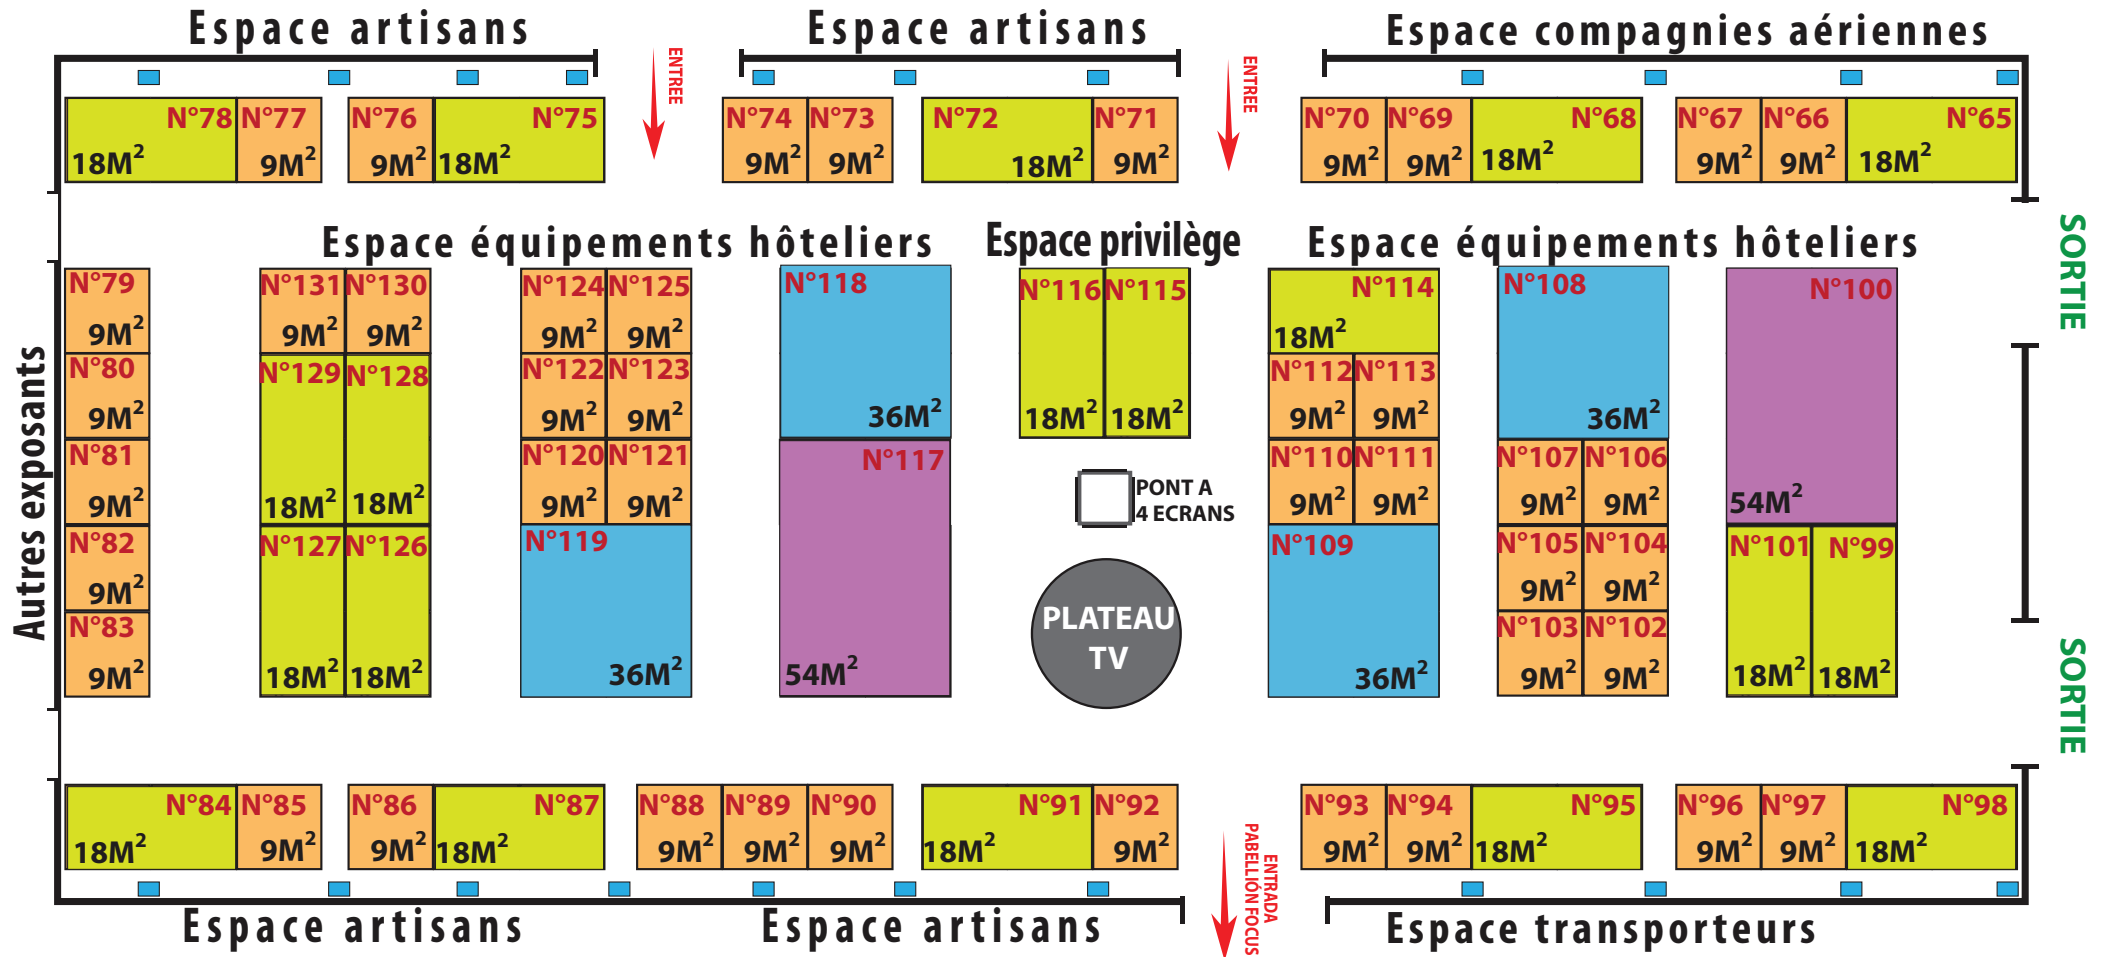 Espace artisans
Espace artisans
Espace compagnies aériennes
ENTREE
ENTREE
N°78 N°77 N°76 N°75 N°74 N°73 N°72 N°71 N°70 N°69 N°68 N°67 N°66 N°65
18M² 9M² 9M² 18M² 9M² 9M² 18M² 9M² 9M² 9M² 18M² 9M² 9M² 18M²
Espace équipements hôteliers
Espace privilège
Espace équipements hôteliers
SORTIE
Autres exposants
N°79
9M²
N°80
9M²
N°81
9M²
N°82
9M²
N°83
9M²
N°131 N°130
9M² 9M²
N°129 N°128
18M² 18M²
N°127 N°126
18M² 18M²
N°124 N°125
9M² 9M²
N°122 N°123
9M² 9M²
N°120 N°121
9M² 9M²
N°119
36M²
N°118
36M²
N°117
54M²
N°116 N°115
18M² 18M²
PONT A
4 ECRANS
PLATEAU
TV
N°114
18M²
N°112 N°113
9M² 9M²
N°110 N°111
9M² 9M²
N°109
36M²
N°108
36M²
N°107 N°106
9M² 9M²
N°105 N°104
9M² 9M²
N°103 N°102
9M² 9M²
N°100
54M²
N°101 N°99
18M² 18M²
SORTIE
N°84 N°85 N°86 N°87 N°88 N°89 N°90 N°91 N°92 N°93 N°94 N°95 N°96 N°97 N°98
18M² 9M² 9M² 18M² 9M² 9M² 9M² 18M² 9M² 9M² 9M² 18M² 9M² 9M² 18M²
ENTRADA
PABELLIÓN FOCUS
Espace artisans
Espace artisans
Espace transporteurs